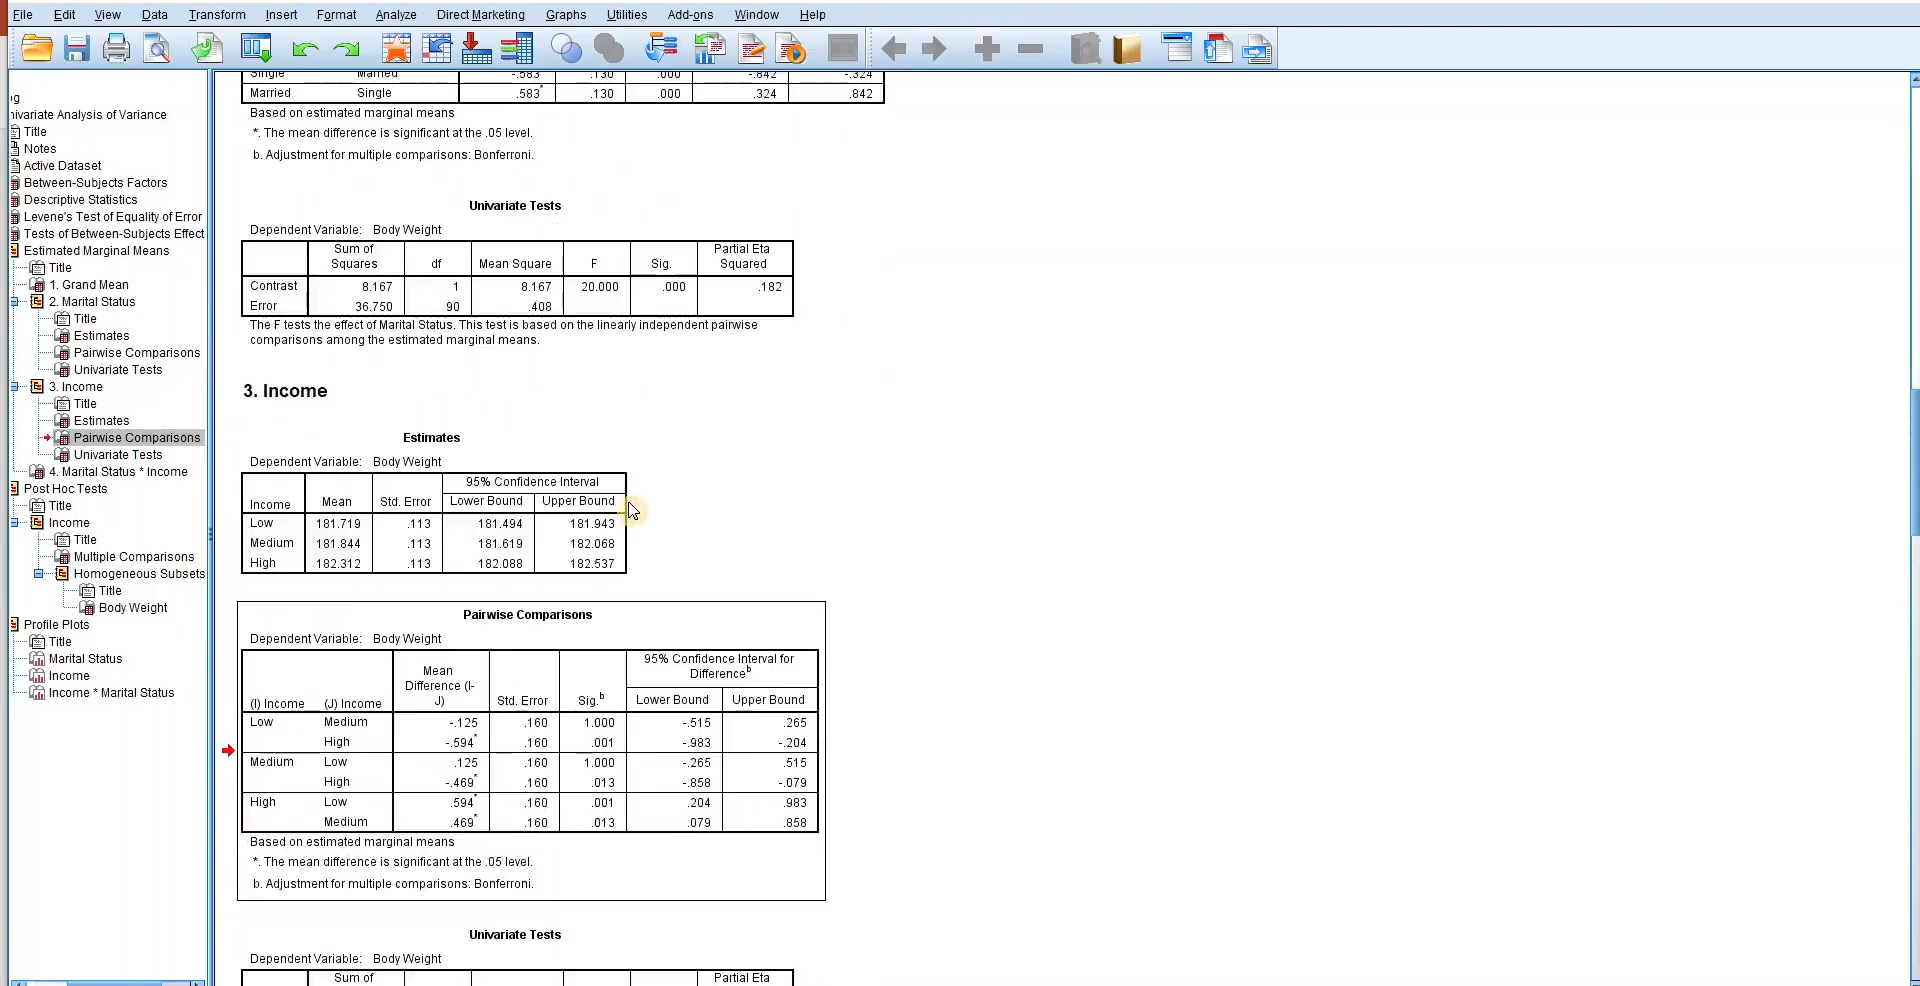 File Edit View Data Transform Insert Format Analyze Direct Marketing Graphs Utilities Add-ons Window Help
og
nivariate Analysis of Variance
Title
Notes
Active Dataset
Between-Subjects Factors
Descriptive Statistics
Levene's Test of Equality of Error
Tests of Between-Subjects Effect
Estimated Marginal Means
Title
1. Grand Mean
2. Marital Status
Title
Estimates
Pairwise Comparisons
Univariate Tests
3. Income
Title
Estimates
Pairwise Comparisons
Univariate Tests
4. Marital Status * Income
Post Hoc Tests
Title
Income
Title
Multiple Comparisons
Homogeneous Subsets
Title
Body Weight
Profile Plots
Title
Marital Status
Income
Income * Marital Status
Single Married -.583 .130 .000 -.842 -.324
Married Single .583* .130 .000 .324 .842
Based on estimated marginal means
*. The mean difference is significant at the .05 level.
b. Adjustment for multiple comparisons: Bonferroni.
Univariate Tests
Dependent Variable: Body Weight
Sum of Squares df Mean Square F Sig. Partial Eta Squared
Contrast 8.167 1 8.167 20.000 .000 .182
Error 36.750 90 .408
The F tests the effect of Marital Status. This test is based on the linearly independent pairwise
comparisons among the estimated marginal means.
3. Income
Estimates
Dependent Variable: Body Weight
95% Confidence Interval
Income Mean Std. Error Lower Bound Upper Bound
Low 181.719 .113 181.494 181.943
Medium 181.844 .113 181.619 182.068
High 182.312 .113 182.088 182.537
Pairwise Comparisons
Dependent Variable: Body Weight
95% Confidence Interval for Difference b
(I) Income (J) Income Mean Difference (I-J) Std. Error Sig.b Lower Bound Upper Bound
Low Medium -.125 .160 1.000 -.515 .265
High -.594* .160 .001 -.983 -.204
Medium Low .125 .160 1.000 -.265 .515
High -.469* .160 .013 -.858 -.079
High Low .594* .160 .001 .204 .983
Medium .469* .160 .013 .079 .858
Based on estimated marginal means
*. The mean difference is significant at the .05 level.
b. Adjustment for multiple comparisons: Bonferroni.
Univariate Tests
Dependent Variable: Body Weight
Sum of Partial Eta